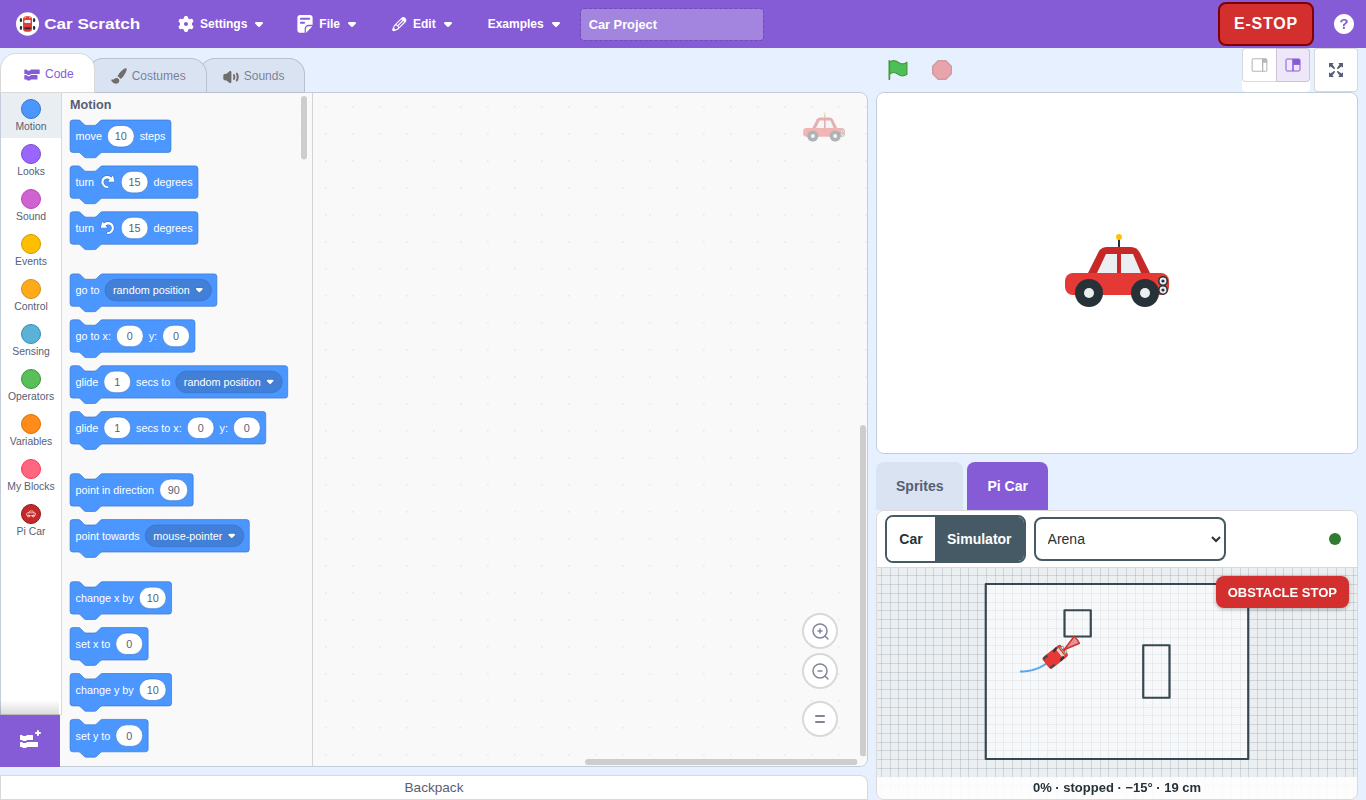 Car Scratch
Settings
File
Edit
Examples
Car Project
E-STOP
?
Code
Costumes
Sounds
Motion
Looks
Sound
Events
Control
Sensing
Operators
Variables
My Blocks
Pi Car
Motion
move 10 steps
turn 15 degrees
turn 15 degrees
go to random position
go to x: 0 y: 0
glide 1 secs to random position
glide 1 secs to x: 0 y: 0
point in direction 90
point towards mouse-pointer
change x by 10
set x to 0
change y by 10
set y to 0
Backpack
Sprites
Pi Car
Car
Simulator
Arena
OBSTACLE STOP
0% · stopped · −15° · 19 cm